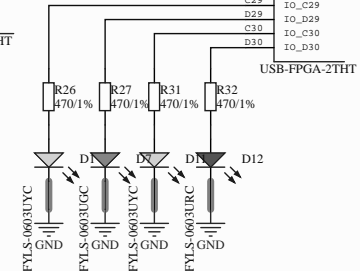 C29 IO_C29
D29 IO_D29
C30 IO_C30
D30 IO_D30
HT
USB-FPGA-2THT
R26 R27 R31 R32
470/1% 470/1% 470/1% 470/1%
D1 D7 D11 D12
FYLS-0603UYC
FYLS-0603UGC
FYLS-0603UYC
FYLS-0603URC
GND GND GND GND